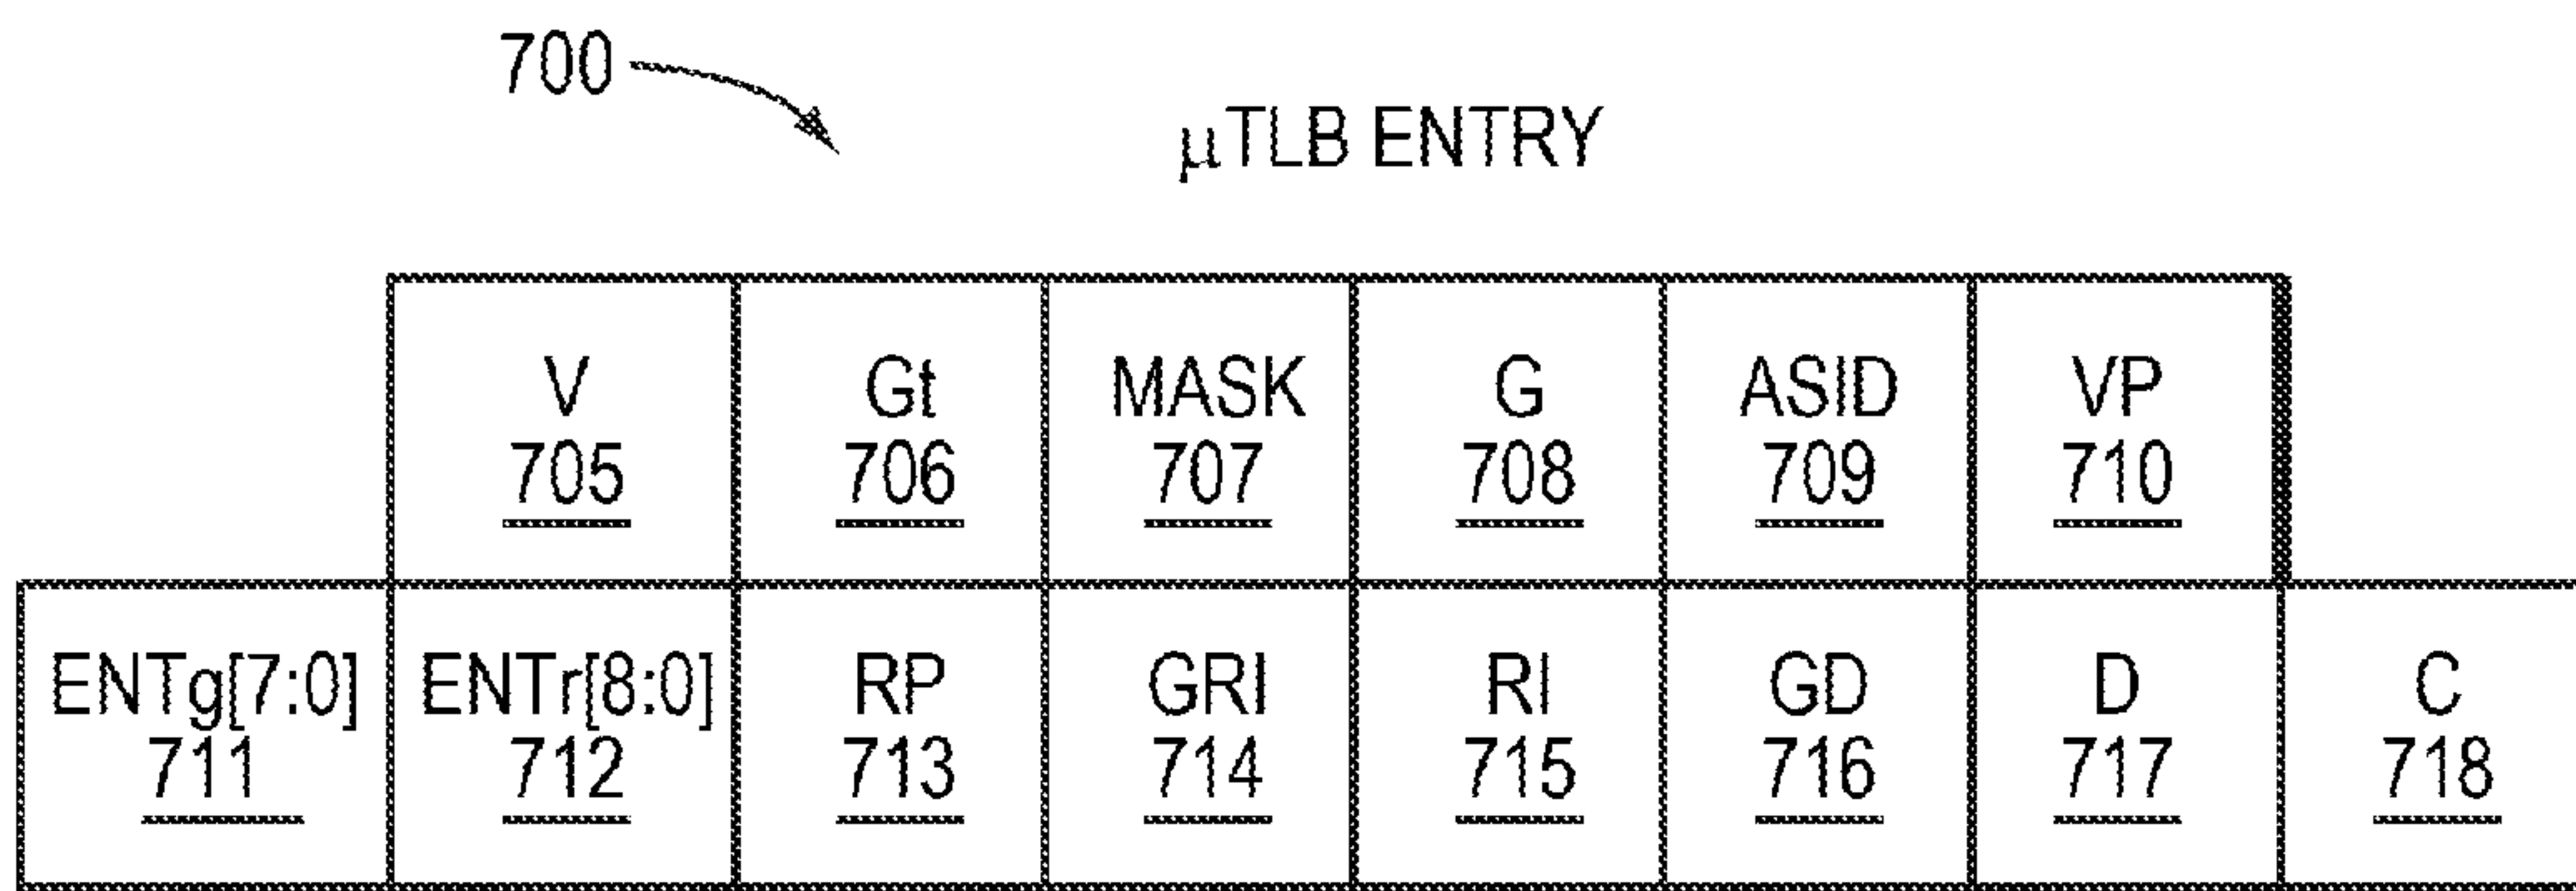 700
μTLB ENTRY
V Gt MASK G ASID VP
705 706 707 708 709 710
ENTg[7:0] ENTr[8:0] RP GRI RI GD D C
711 712 713 714 715 716 717 718